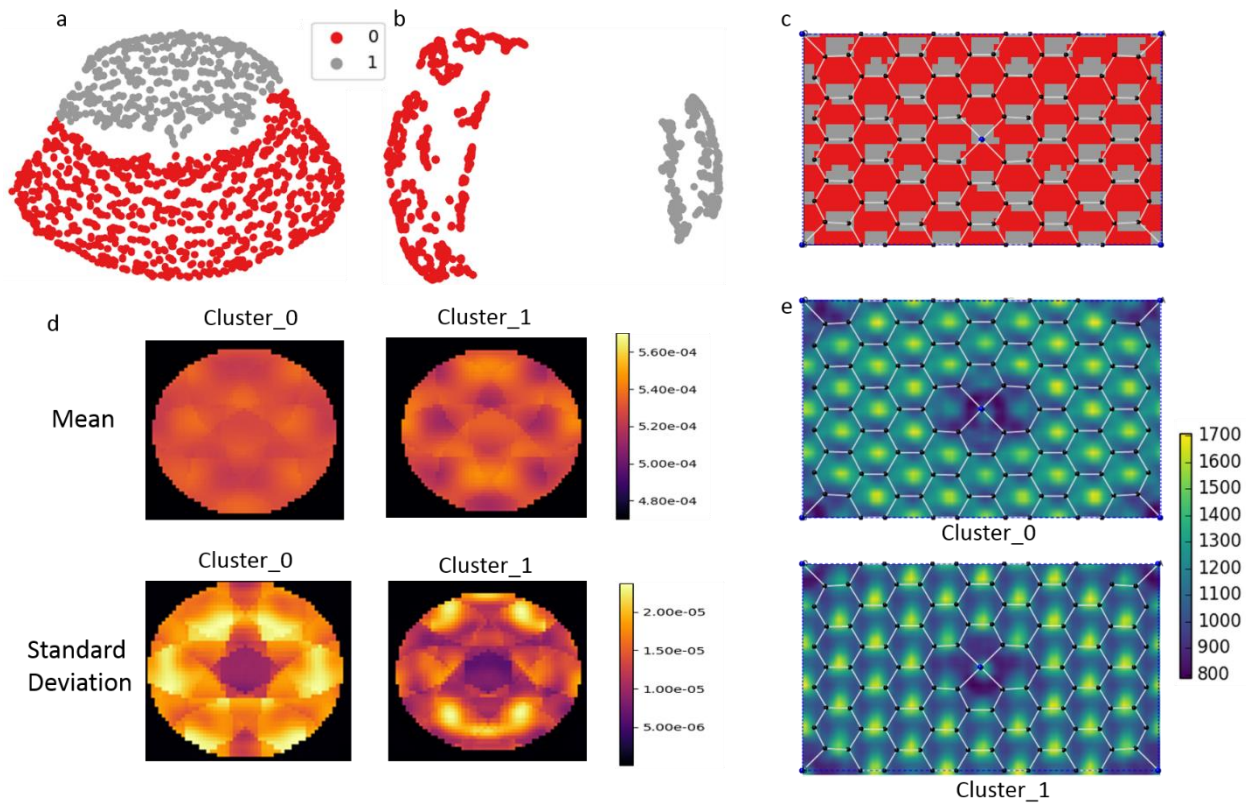 a
0
1
b
c
d
Cluster_0
Cluster_1
Mean
5.60e-04
5.40e-04
5.20e-04
5.00e-04
4.80e-04
Cluster_0
Cluster_1
Standard
Deviation
2.00e-05
1.50e-05
1.00e-05
5.00e-06
e
Cluster_0
1700
1600
1500
1400
1300
1200
1100
1000
900
800
Cluster_1